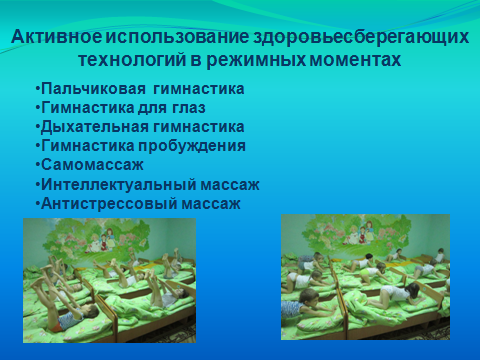 Активное использование здоровьесберегающих
технологий в режимных моментах
•Пальчиковая гимнастика
•Гимнастика для глаз
•Дыхательная гимнастика
•Гимнастика пробуждения
•Самомассаж
•Интеллектуальный массаж
•Антистрессовый массаж